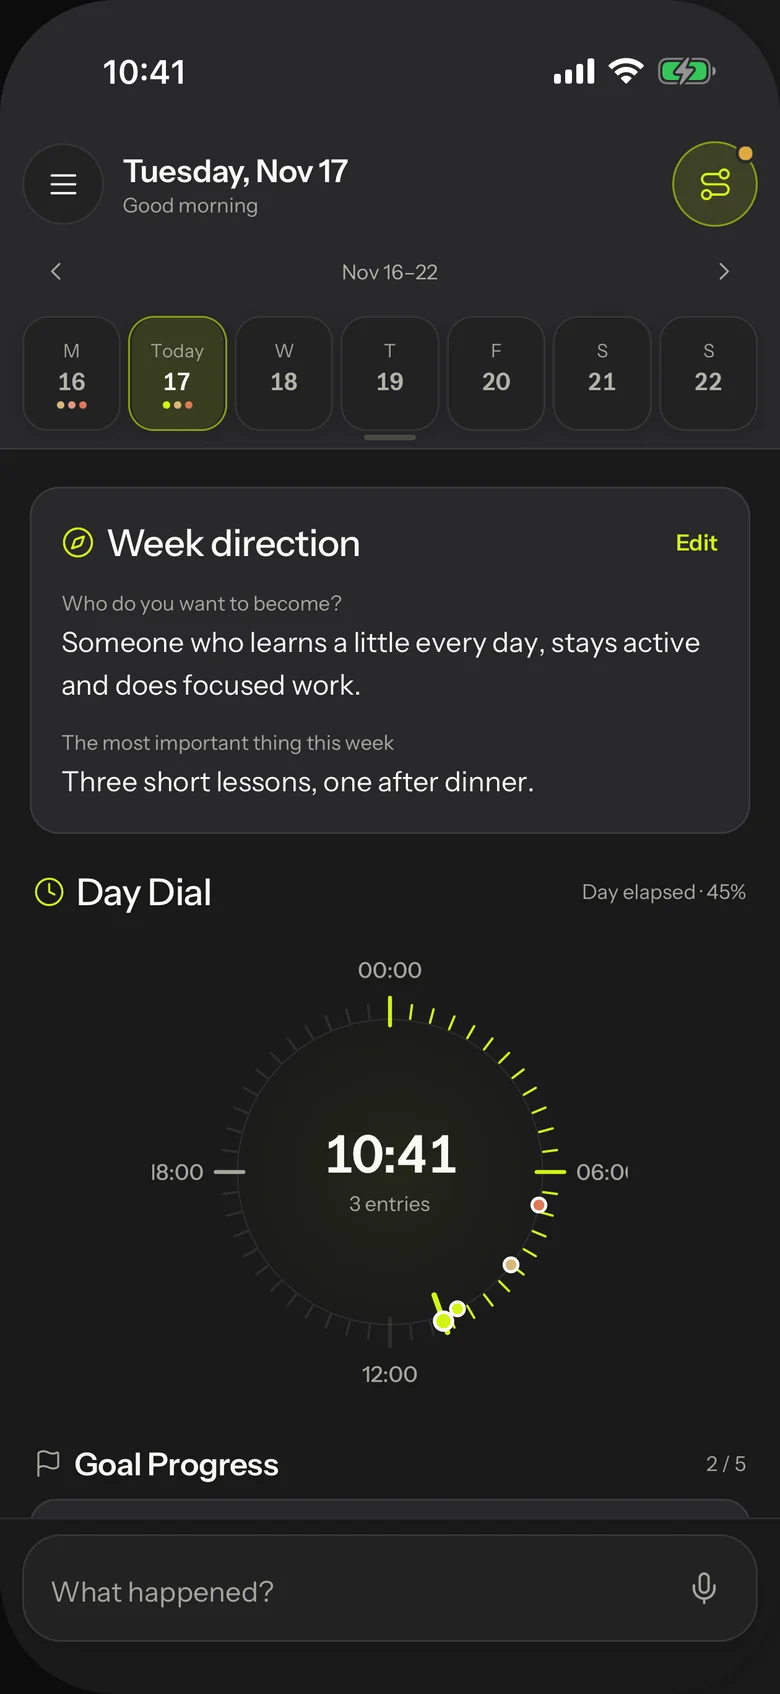 10:41
Tuesday, Nov 17
Good morning
Nov 16–22
M
16
Today
17
W
18
T
19
F
20
S
21
S
22
Week direction
Edit
Who do you want to become?
Someone who learns a little every day, stays active
and does focused work.
The most important thing this week
Three short lessons, one after dinner.
Day Dial
Day elapsed · 45%
00:00
10:41
3 entries
18:00
06:0
12:00
Goal Progress
2 / 5
What happened?